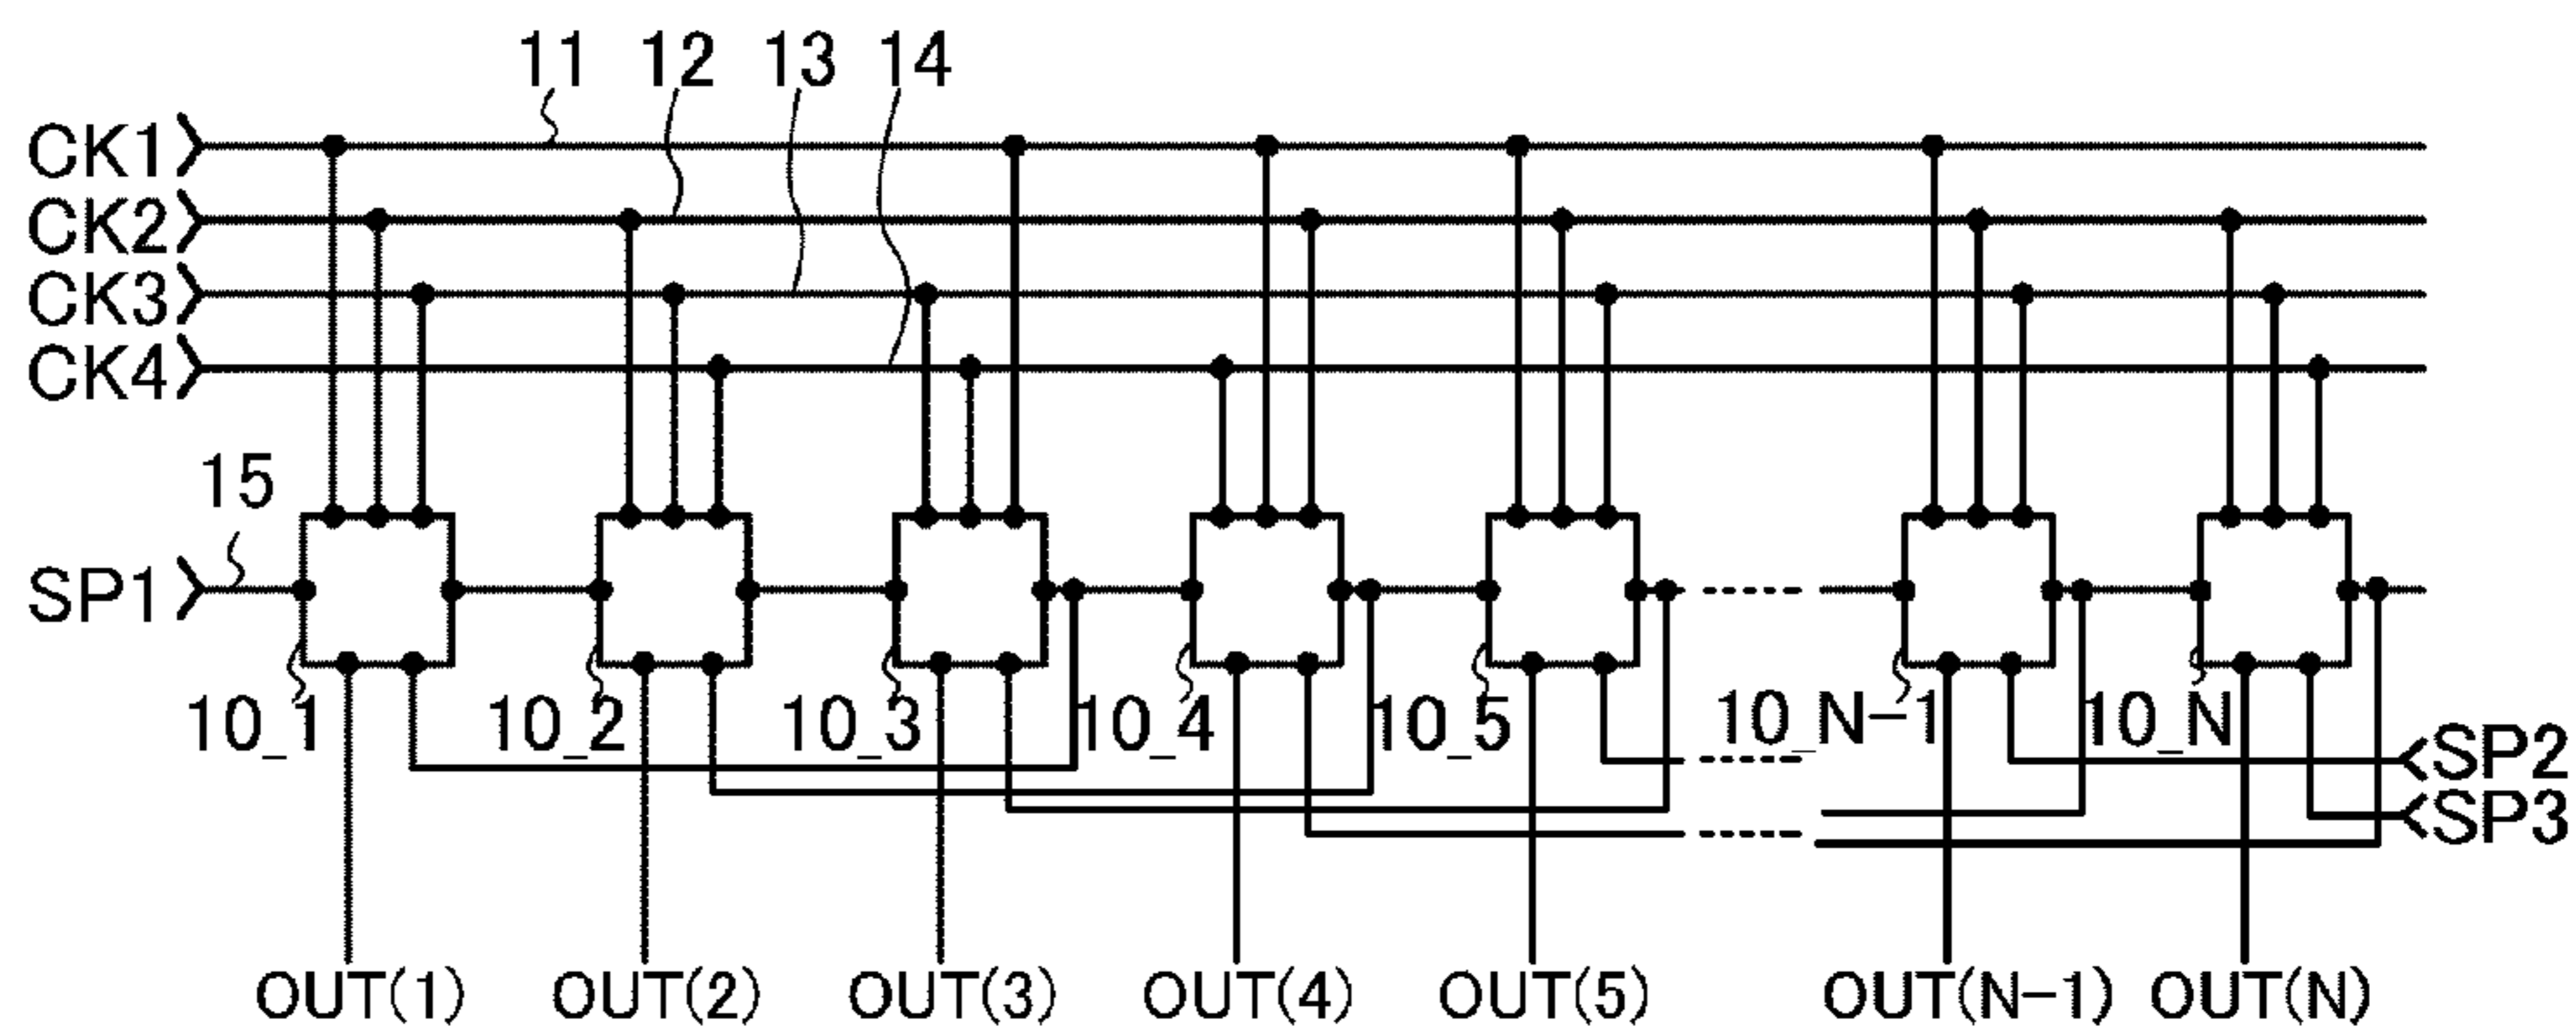 11 12 13 14
CK1
CK2
CK3
CK4
15
SP1
10_1 10_2 10_3 10_4 10_5 10_N-1 10_N
SP2
SP3
OUT(1) OUT(2) OUT(3) OUT(4) OUT(5) OUT(N-1) OUT(N)